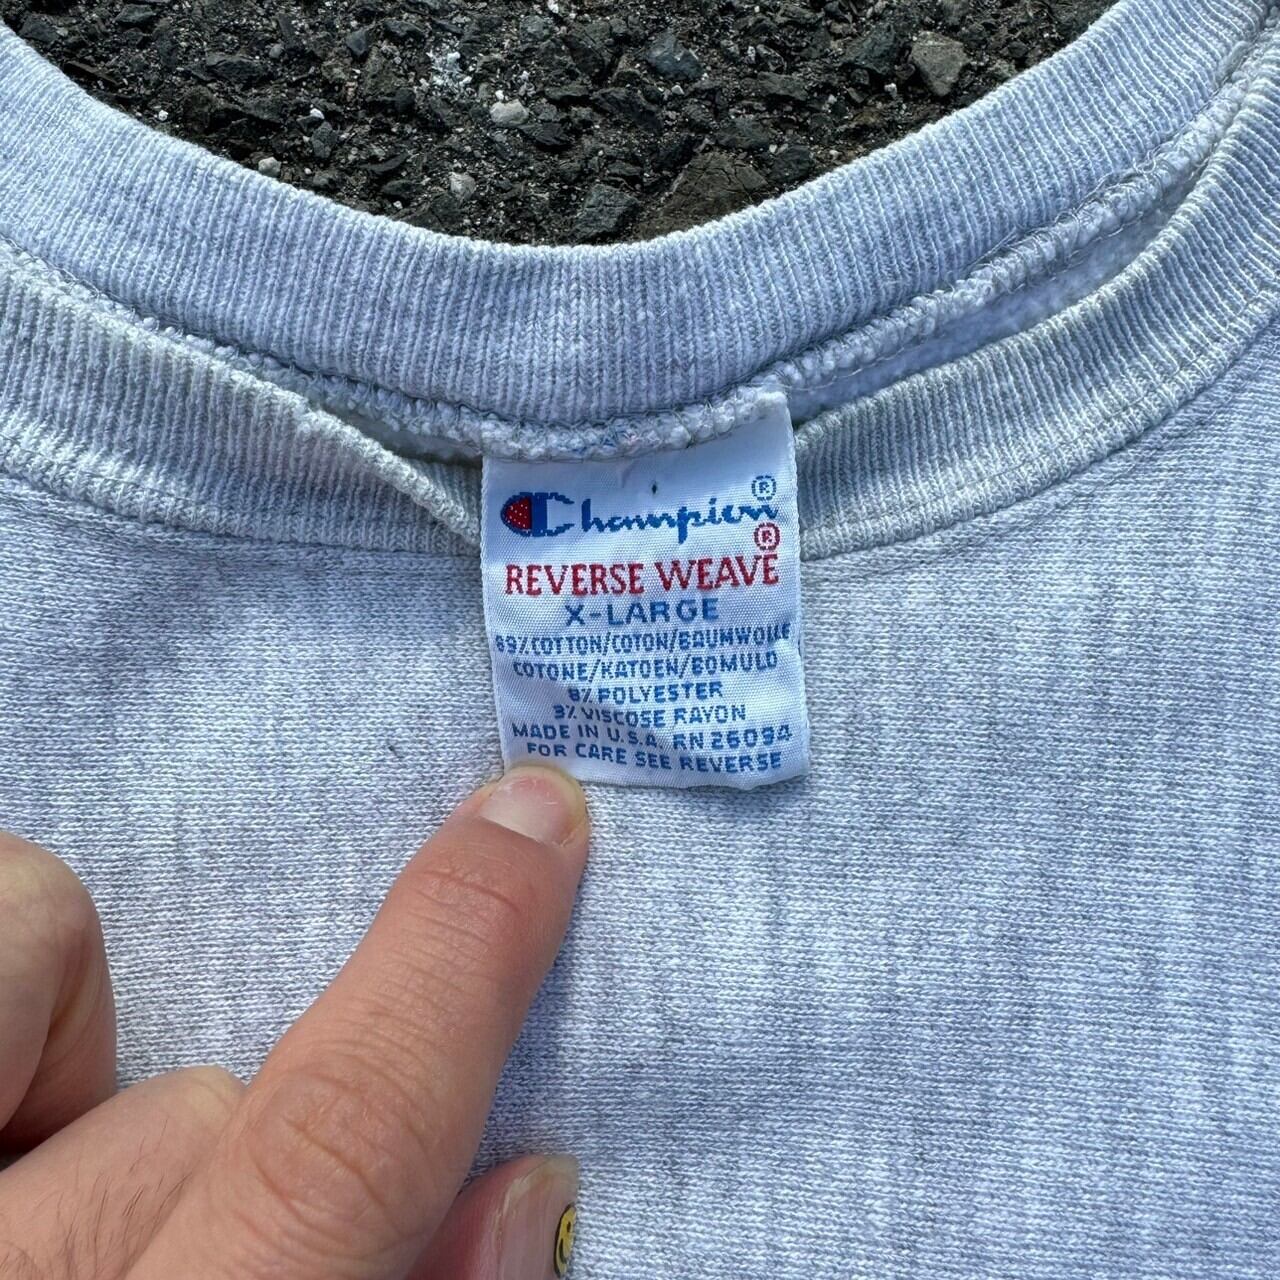 Champion®
REVERSE WEAVE®
X-LARGE
89% COTTON/COTON/BAUMWOLLE
COTONE/KATOEN/BOMULD
8% POLYESTER
3% VISCOSE RAYON
MADE IN U.S.A. RN 26094
FOR CARE SEE REVERSE